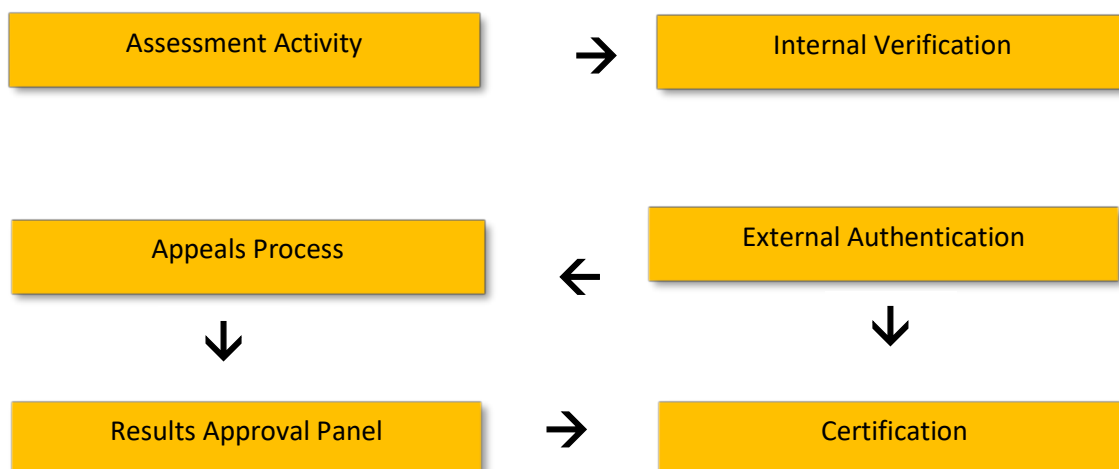 Assessment Activity
Internal Verification
Appeals Process
External Authentication
Results Approval Panel
Certification